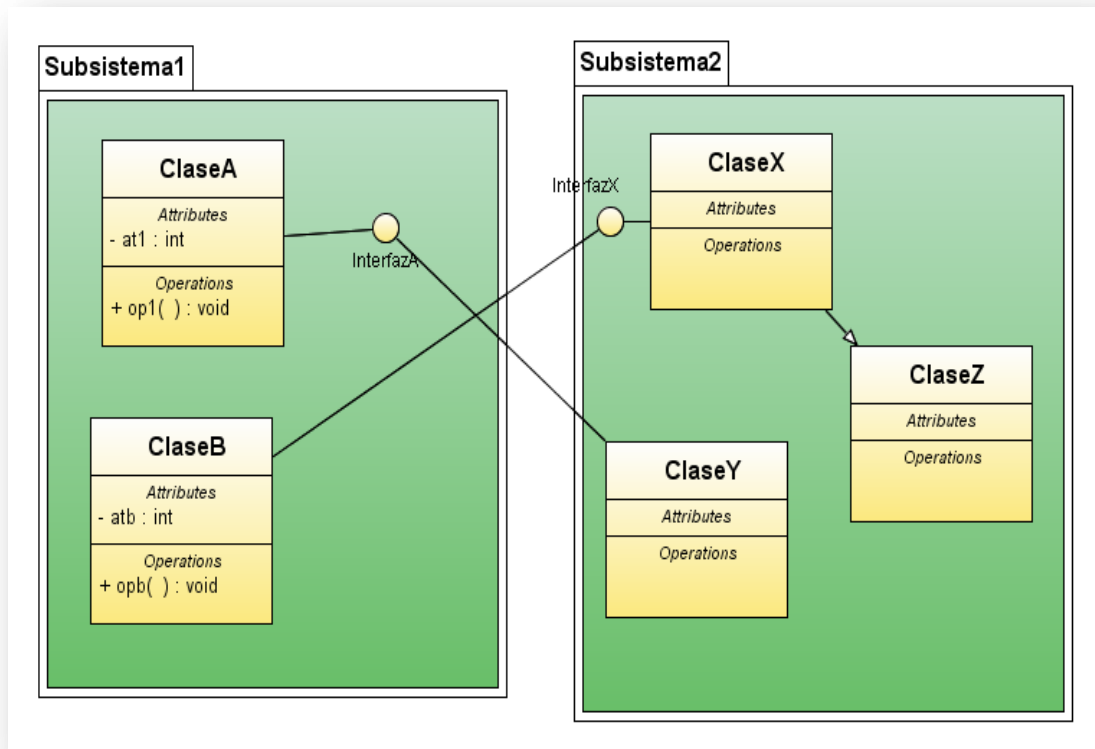 Subsistema1
ClaseA
Attributes
- at1 : int
Operations
+ op1( ) : void
InterfazA
ClaseB
Attributes
- atb : int
Operations
+ opb( ) : void
Subsistema2
InterfazX
ClaseX
Attributes
Operations
ClaseZ
Attributes
Operations
ClaseY
Attributes
Operations